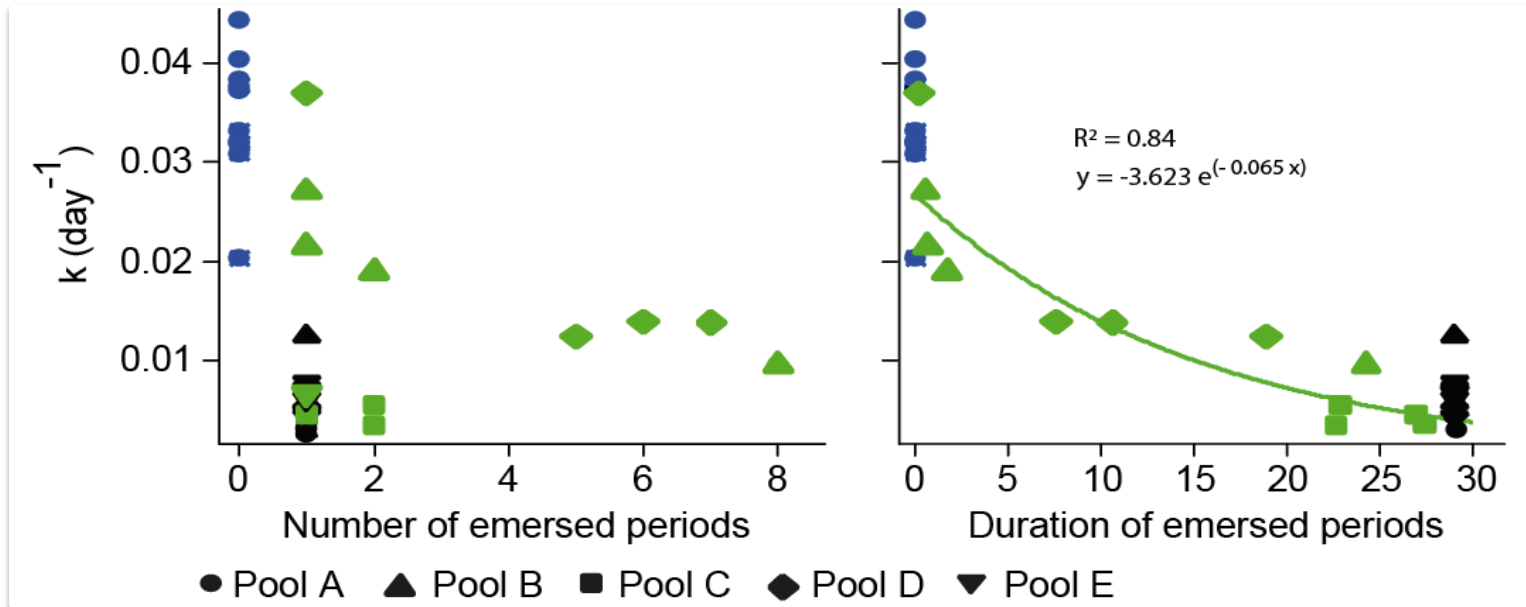 k (day⁻¹)
0.04
0.03
0.02
0.01
0 2 4 6 8
Number of emersed periods
R² = 0.84
y = -3.623 e^(- 0.065 x)
0 5 10 15 20 25 30
Duration of emersed periods
Pool A Pool B Pool C Pool D Pool E